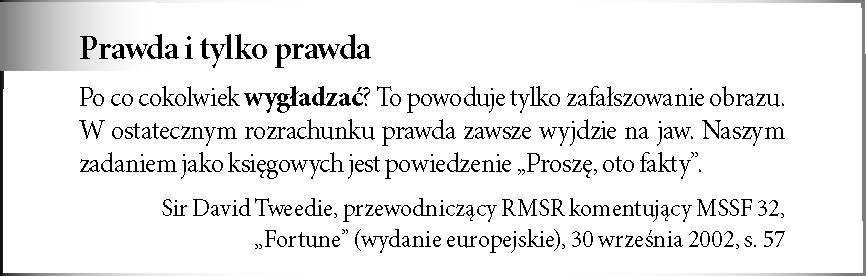 Prawda i tylko prawda
Po co cokolwiek wygładzać? To powoduje tylko zafałszowanie obrazu.
W ostatecznym rozrachunku prawda zawsze wyjdzie na jaw. Naszym
zadaniem jako księgowych jest powiedzenie „Proszę, oto fakty”.
Sir David Tweedie, przewodniczący RMSR komentujący MSSF 32,
„Fortune” (wydanie europejskie), 30 września 2002, s. 57